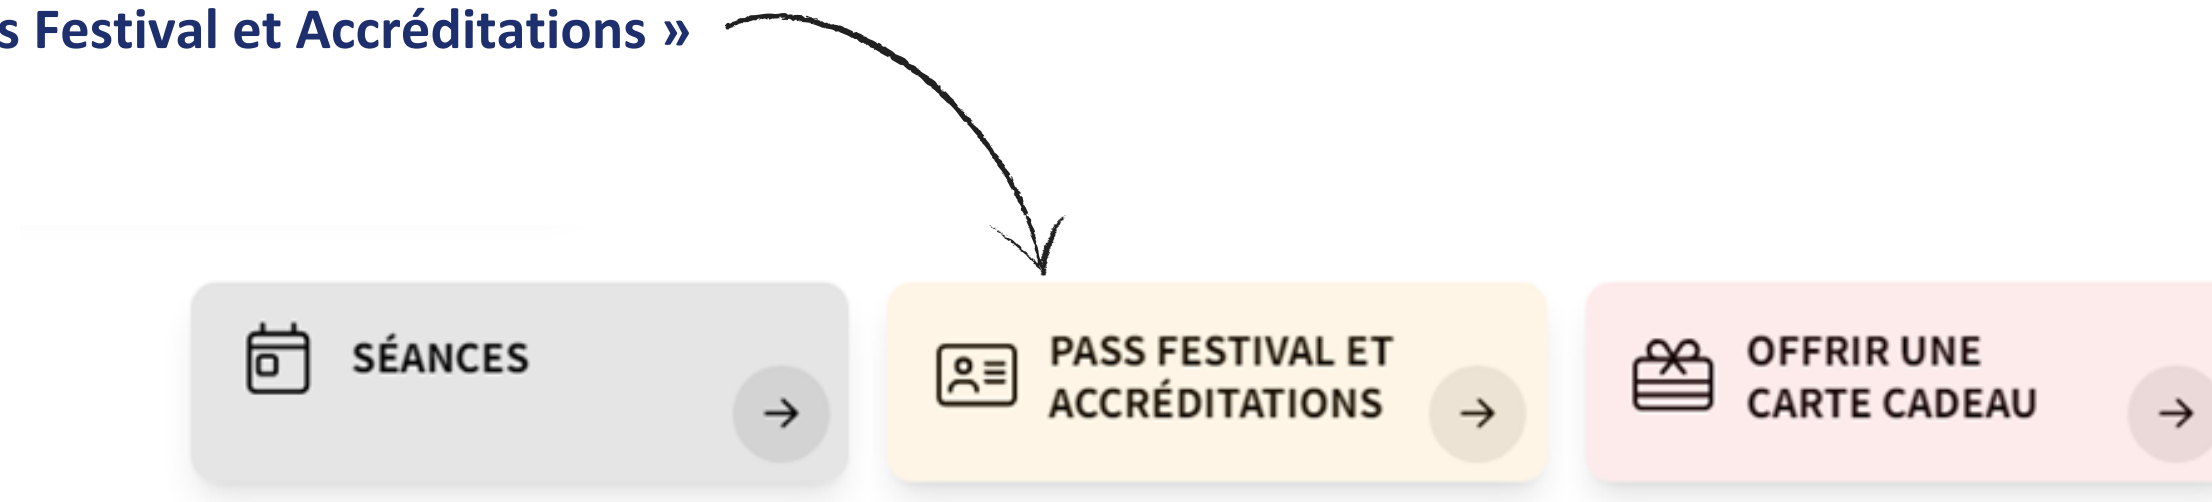 s Festival et Accréditations »
SÉANCES
PASS FESTIVAL ET
ACCRÉDITATIONS
OFFRIR UNE
CARTE CADEAU